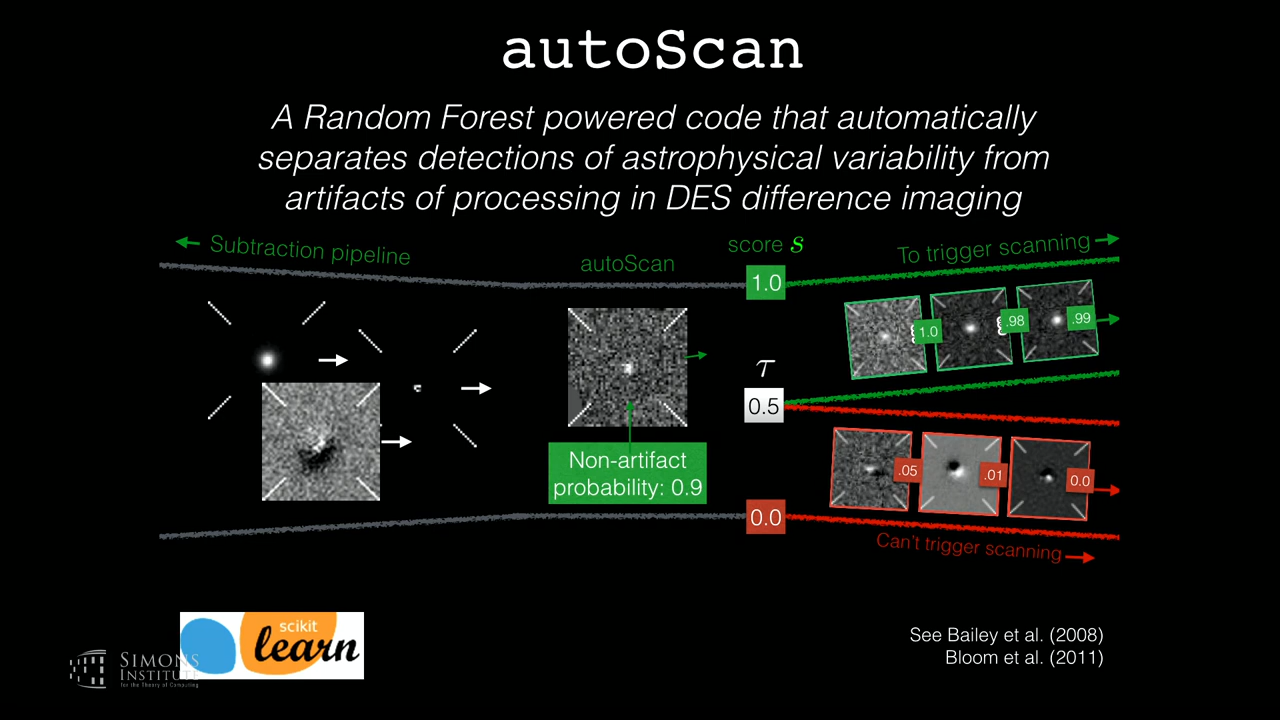 autoScan
A Random Forest powered code that automatically
separates detections of astrophysical variability from
artifacts of processing in DES difference imaging
← Subtraction pipeline
autoScan
score s
To trigger scanning →
1.0
1.0
.98
.99
τ
0.5
Non-artifact
probability: 0.9
.05
.01
0.0
0.0
Can't trigger scanning →
scikit
learn
See Bailey et al. (2008)
Bloom et al. (2011)
SIMONS
INSTITUTE
for the Theory of Computing